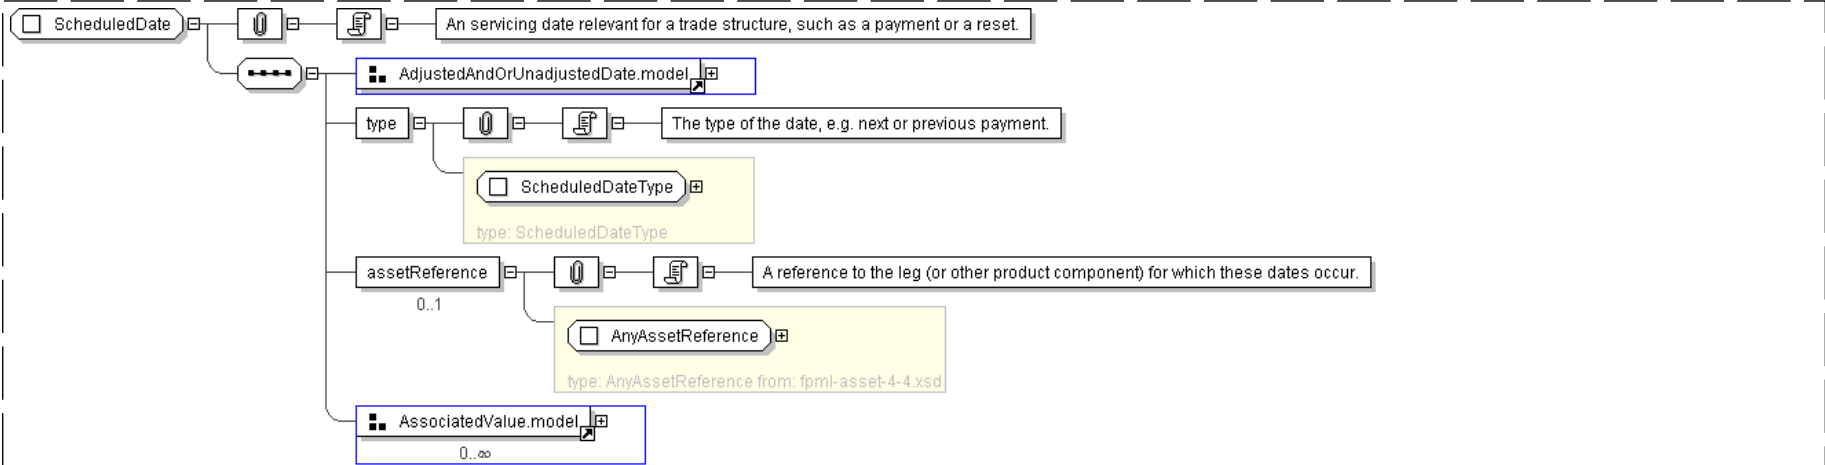 ScheduledDate
An servicing date relevant for a trade structure, such as a payment or a reset.
AdjustedAndOrUnadjustedDate.model
type
The type of the date, e.g. next or previous payment.
ScheduledDateType
type: ScheduledDateType
assetReference
A reference to the leg (or other product component) for which these dates occur.
0..1
AnyAssetReference
type: AnyAssetReference from: fpml-asset-4-4.xsd
AssociatedValue.model
0..∞